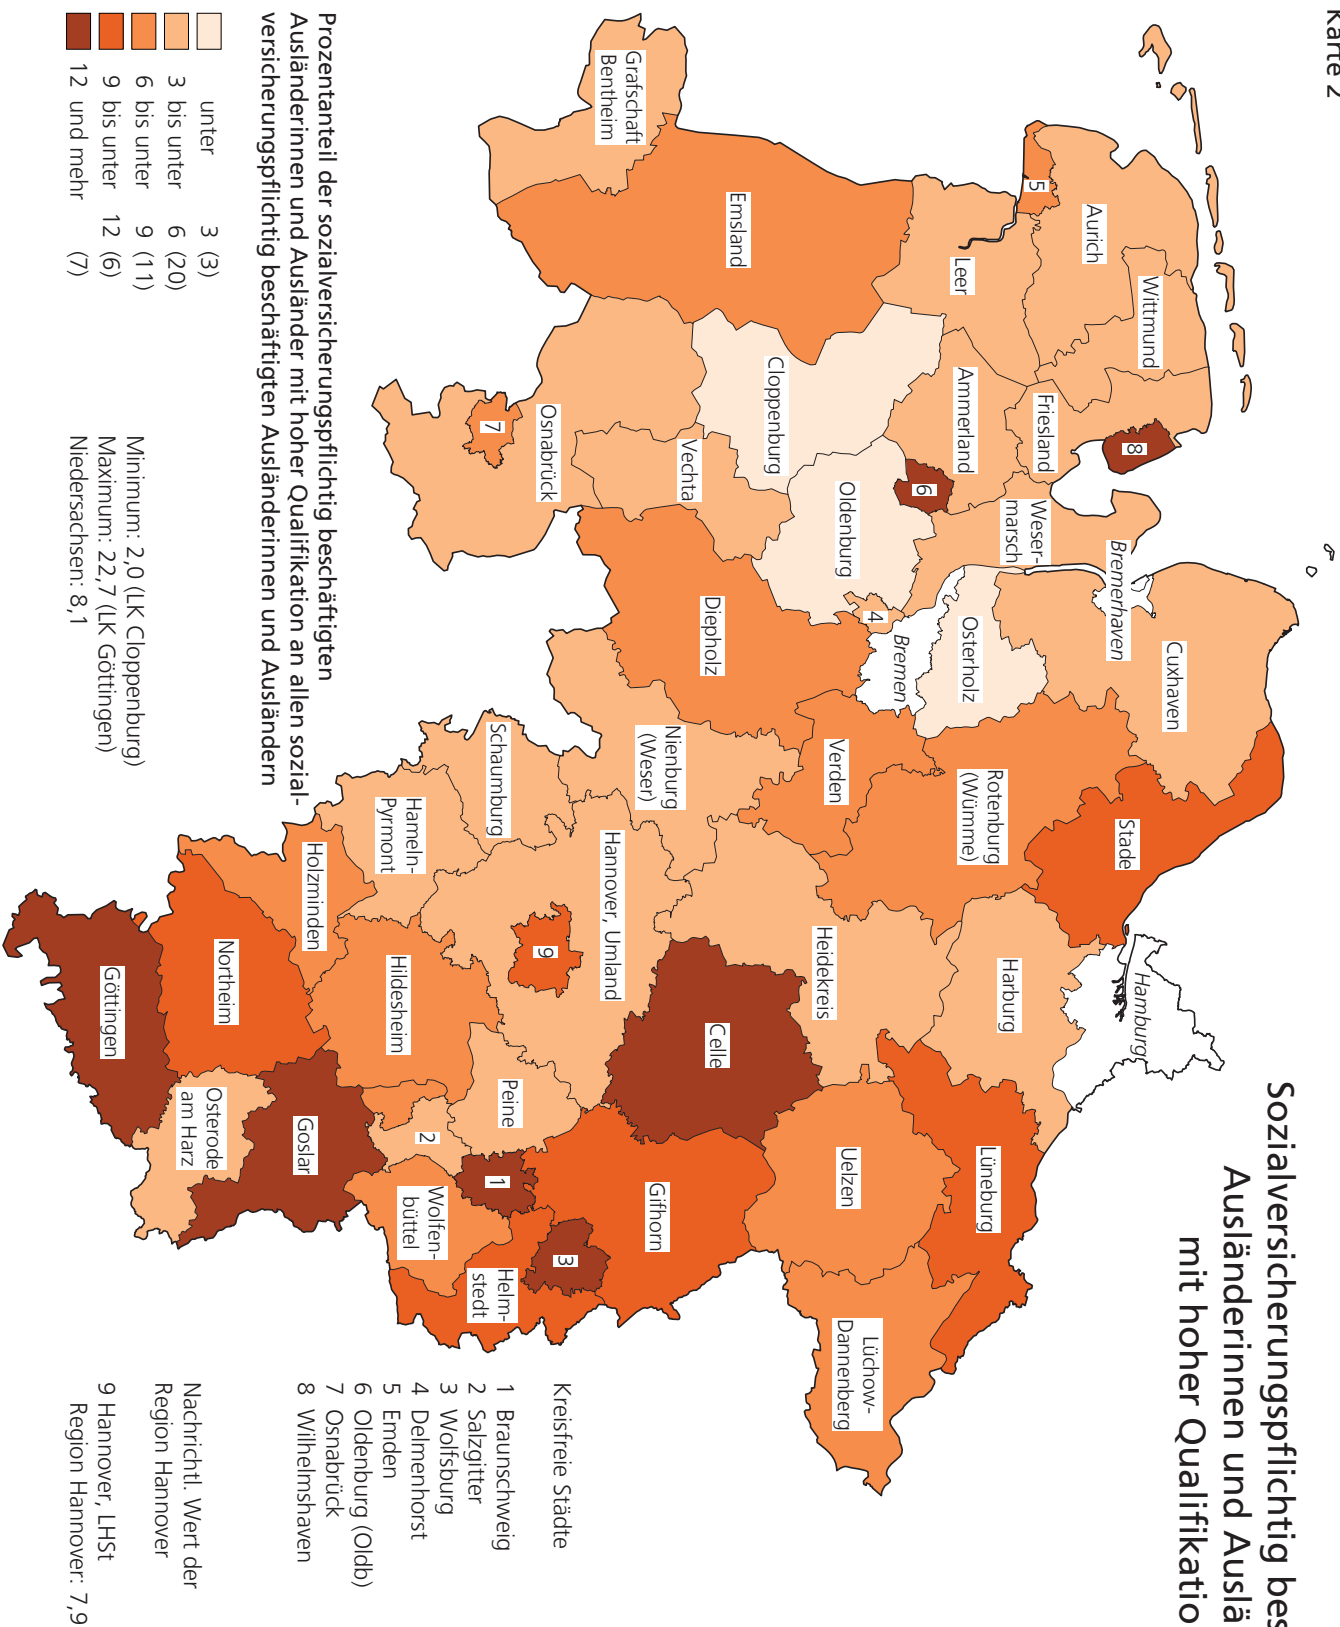 Karte 2
Sozialversicherungspflichtig bes
Ausländerinnen und Auslä
mit hoher Qualifikatio
Wittmund
Aurich
5
Leer
Emsland
Grafschaft
Bentheim
8
Friesland
Ammerland
6
Cloppenburg
Vechta
Osnabrück
7
Weser-
marsch
Oldenburg
Bremerhaven
Cuxhaven
Osterholz
4
Bremen
Diepholz
Stade
Rotenburg
(Wümme)
Verden
Nienburg
(Weser)
Schaumburg
Hameln-
Pyrmont
Holzminden
Hamburg
Harburg
Heidekreis
Hannover, Umland
9
Hildesheim
Northeim
Göttingen
Celle
Peine
2
Goslar
Osterode
am Harz
Lüneburg
Uelzen
Gifhorn
1
3
Wolfen-
büttel
Helm-
stedt
Lüchow-
Dannenberg
Prozentanteil der sozialversicherungspflichtig beschäftigten
Ausländerinnen und Ausländer mit hoher Qualifikation an allen sozial-
versicherungspflichtig beschäftigten Ausländerinnen und Ausländern
unter 3 (3)
3 bis unter 6 (20)
6 bis unter 9 (11)
9 bis unter 12 (6)
12 und mehr (7)
Minimum: 2,0 (LK Cloppenburg)
Maximum: 22,7 (LK Göttingen)
Niedersachsen: 8,1
Kreisfreie Städte
1 Braunschweig
2 Salzgitter
3 Wolfsburg
4 Delmenhorst
5 Emden
6 Oldenburg (Oldb)
7 Osnabrück
8 Wilhelmshaven
Nachrichtl. Wert der
Region Hannover
9 Hannover, LHSt
Region Hannover: 7,9